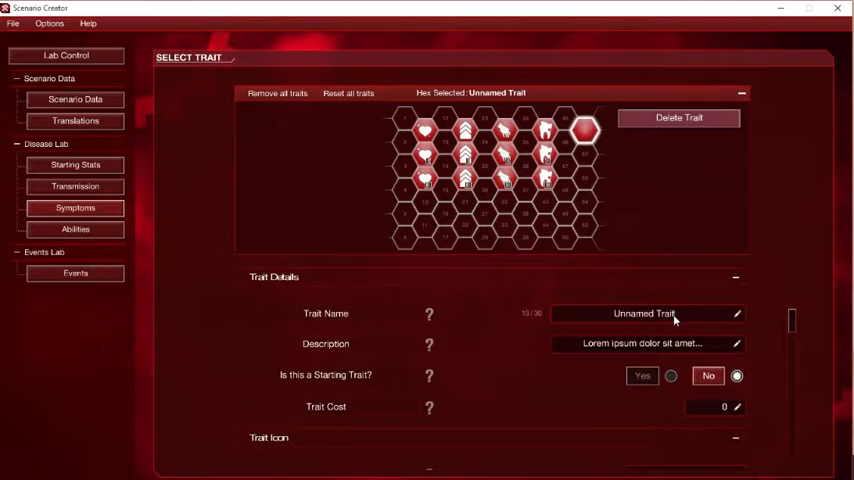 Scenario Creator
File Options Help
Lab Control
Scenario Data
Scenario Data
Translations
Disease Lab
Starting Stats
Transmission
Symptoms
Abilities
Events Lab
Events
SELECT TRAIT
Remove all traits Reset all traits Hex Selected: Unnamed Trait
Delete Trait
Trait Details
Trait Name ? 13 / 30 Unnamed Trait
Description ? Lorem ipsum dolor sit amet...
Is this a Starting Trait? ? Yes No
Trait Cost ? 0
Trait Icon